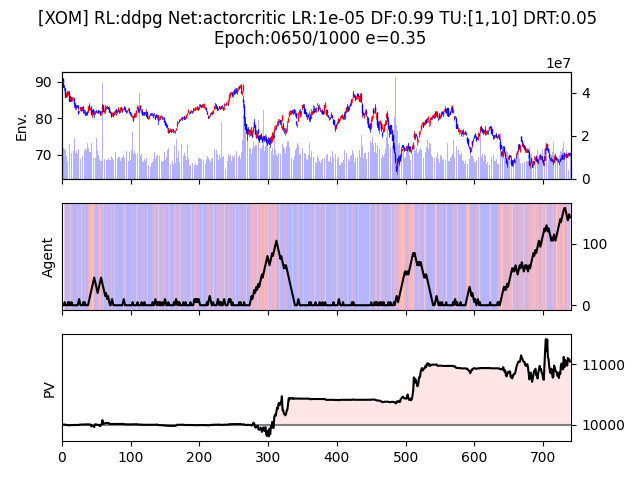 [XOM] RL:ddpg Net:actorcritic LR:1e-05 DF:0.99 TU:[1,10] DRT:0.05
Epoch:0650/1000 e=0.35
1e7
90
80
70
Env.
4
2
0
Agent
100
0
PV
11000
10000
0 100 200 300 400 500 600 700